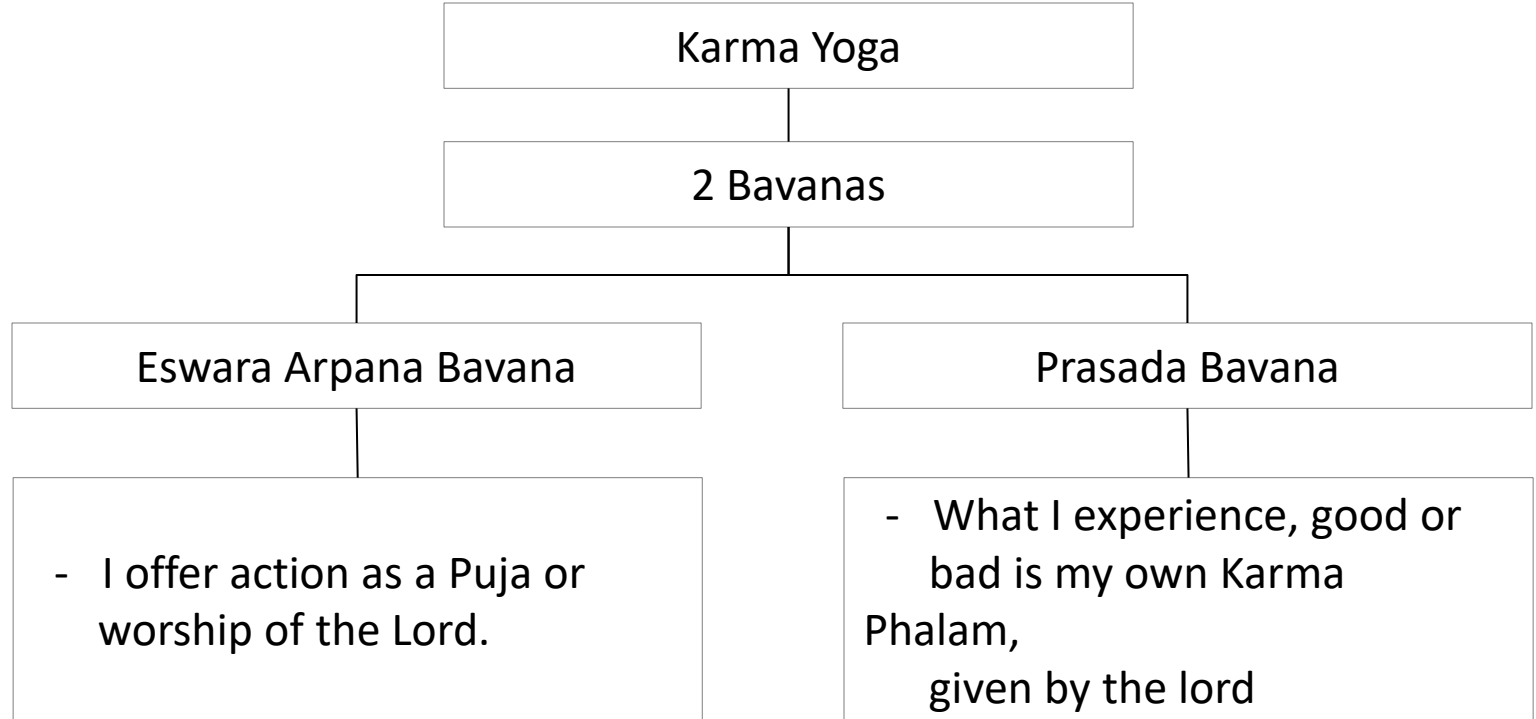 Karma Yoga
2 Bavanas
Eswara Arpana Bavana
Prasada Bavana
- I offer action as a Puja or
worship of the Lord.
- What I experience, good or
bad is my own Karma
Phalam,
given by the lord